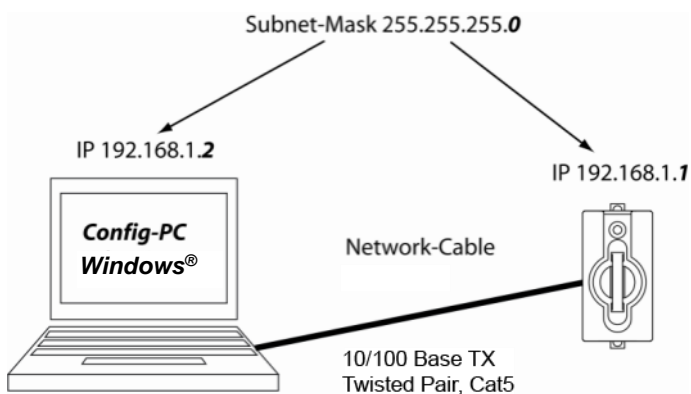 Subnet-Mask 255.255.255.0
IP 192.168.1.2
IP 192.168.1.1
Config-PC
Windows®
Network-Cable
10/100 Base TX
Twisted Pair, Cat5